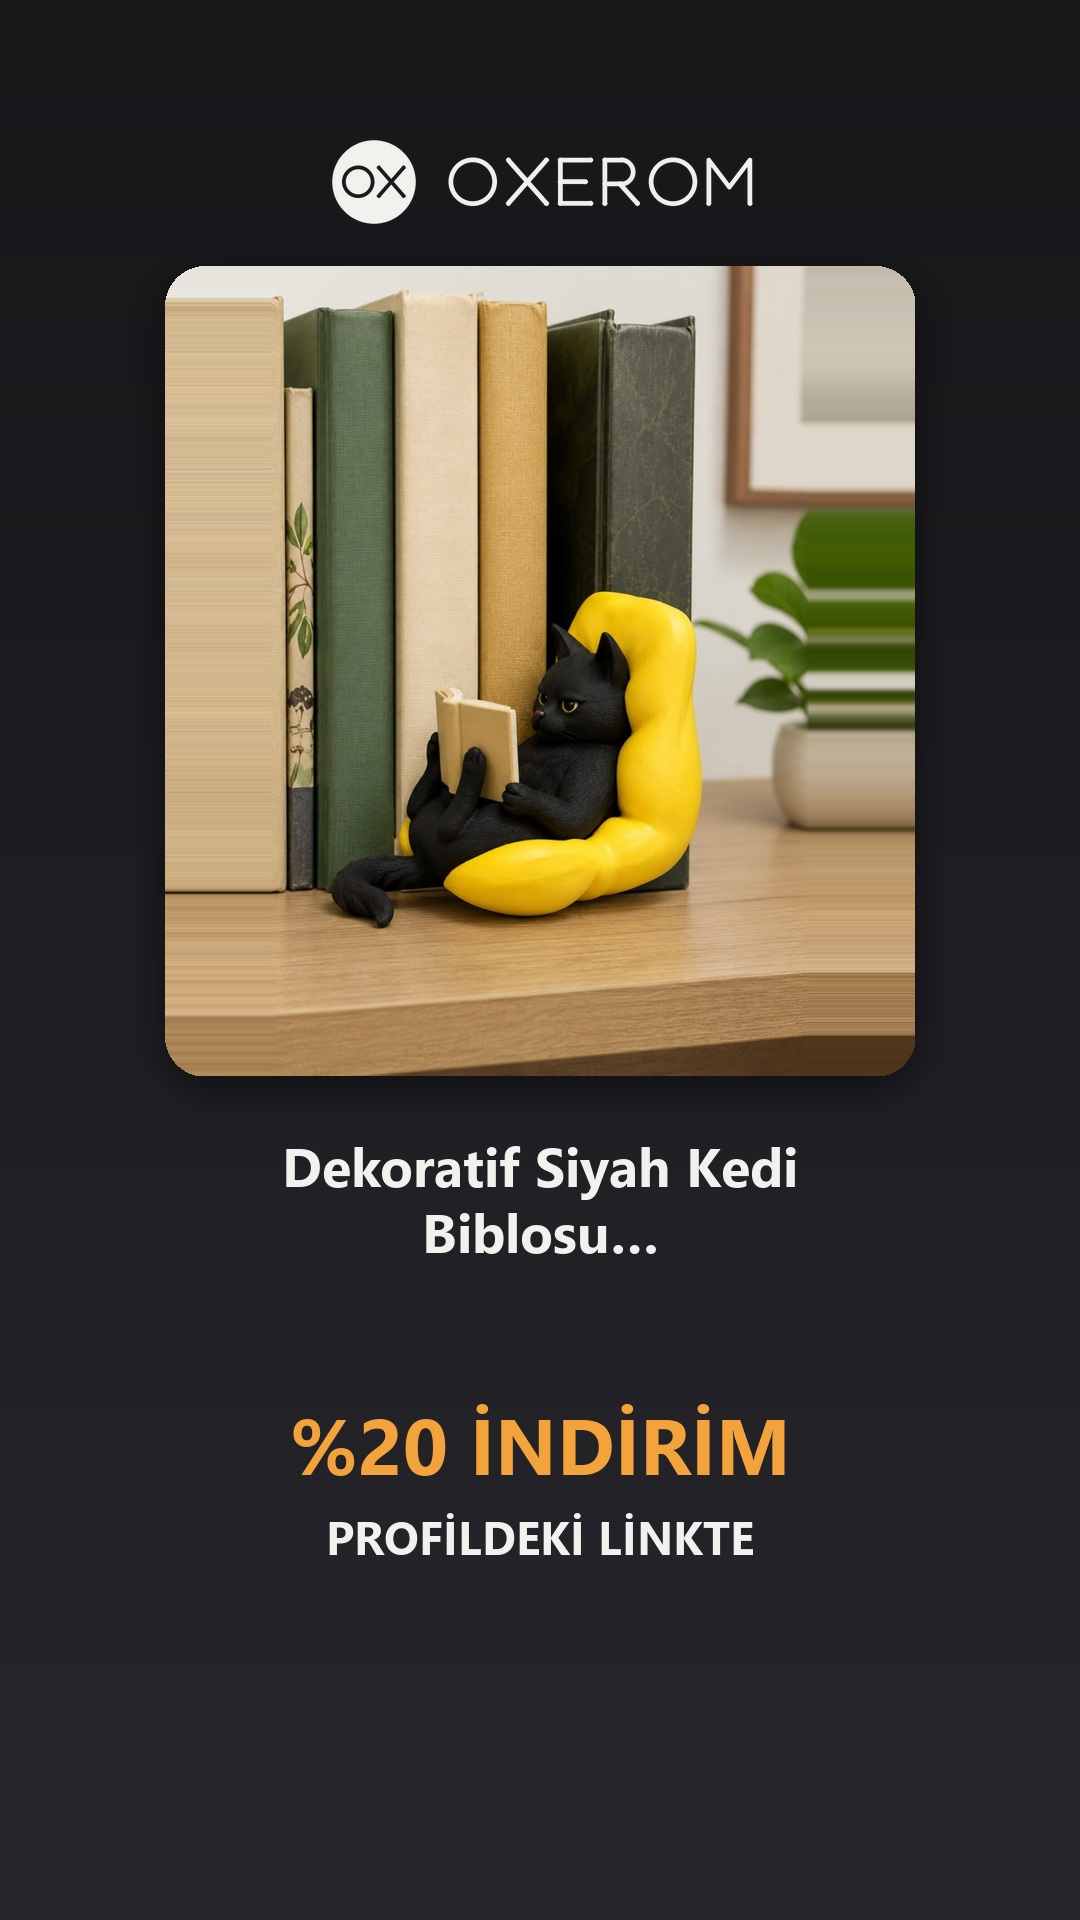 OX OXEROM
Dekoratif Siyah Kedi
Biblosu...
%20 İNDİRİM
PROFİLDEKİ LİNKTE